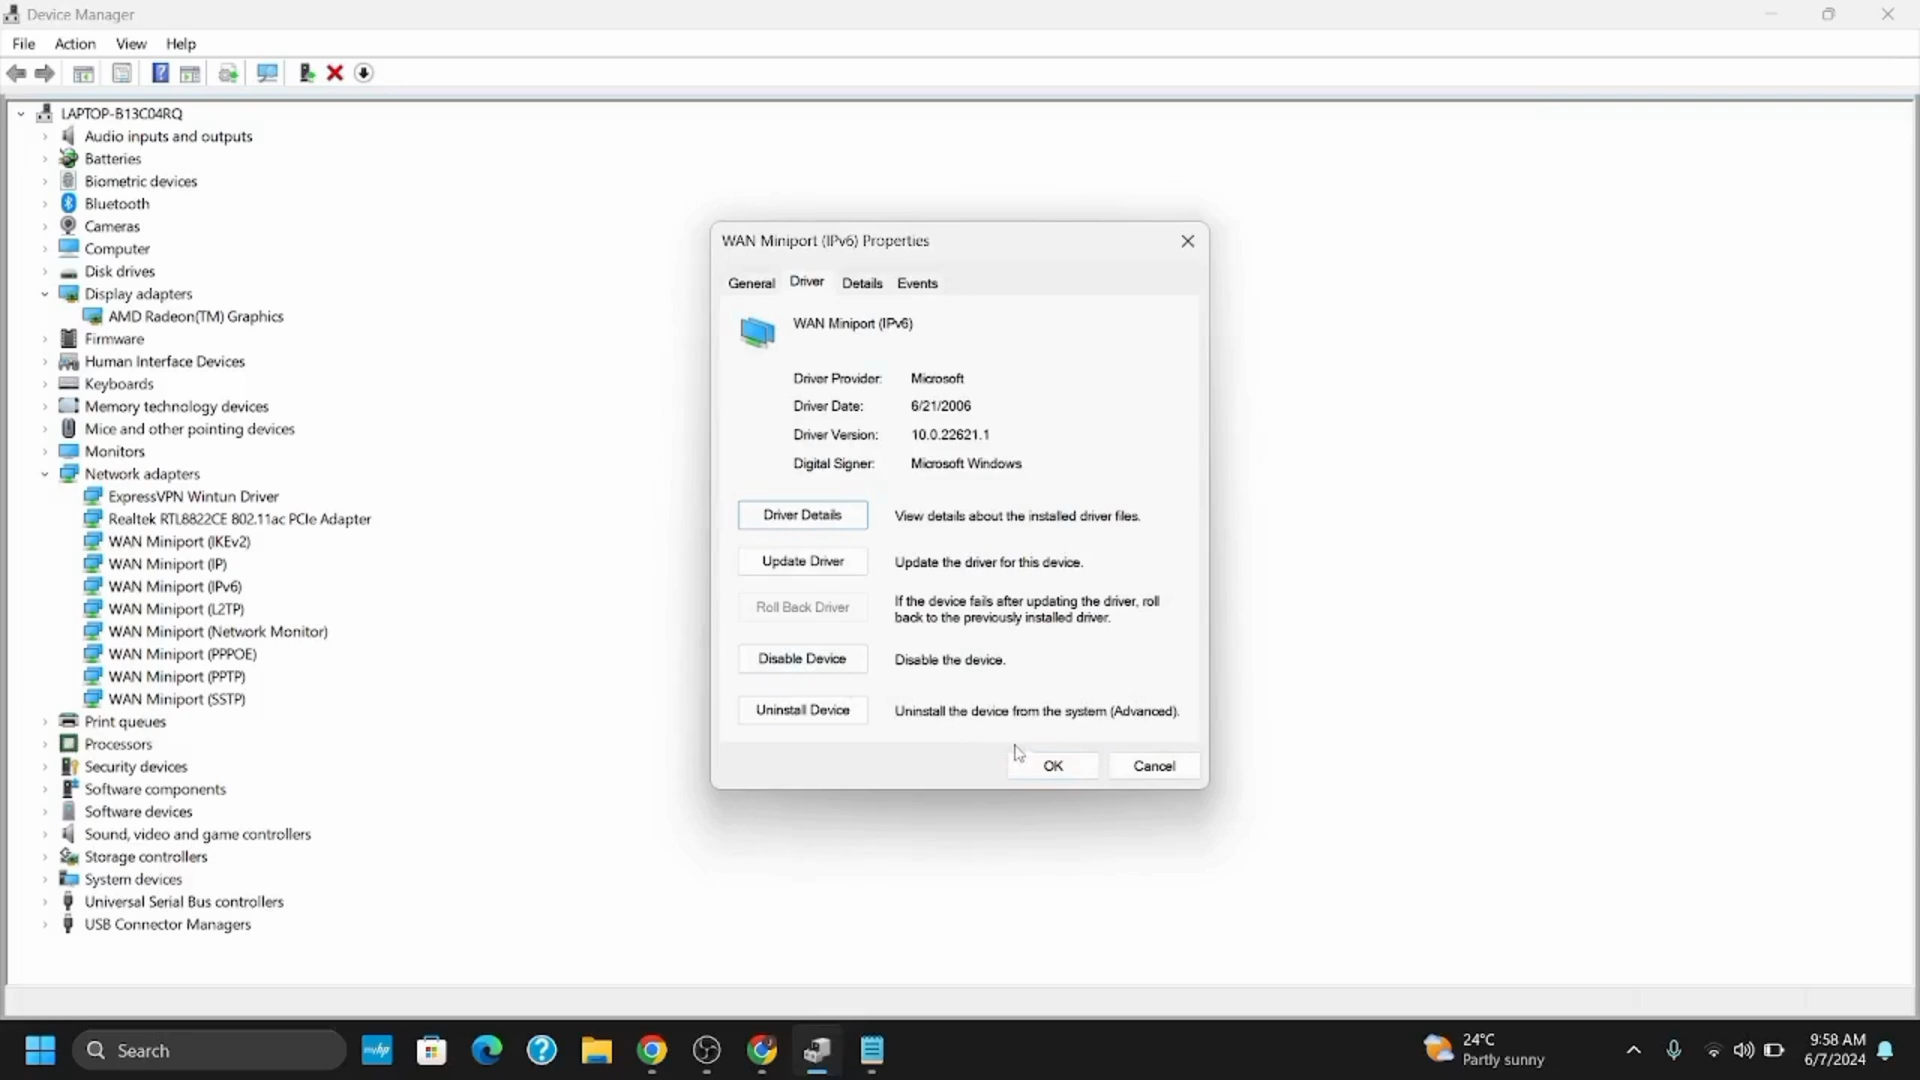 Device Manager
File Action View Help
LAPTOP-B13C04RQ
Audio inputs and outputs
Batteries
Biometric devices
Bluetooth
Cameras
Computer
Disk drives
Display adapters
AMD Radeon(TM) Graphics
Firmware
Human Interface Devices
Keyboards
Memory technology devices
Mice and other pointing devices
Monitors
Network adapters
ExpressVPN Wintun Driver
Realtek RTL8822CE 802.11ac PCIe Adapter
WAN Miniport (IKEv2)
WAN Miniport (IP)
WAN Miniport (IPv6)
WAN Miniport (L2TP)
WAN Miniport (Network Monitor)
WAN Miniport (PPPOE)
WAN Miniport (PPTP)
WAN Miniport (SSTP)
Print queues
Processors
Security devices
Software components
Software devices
Sound, video and game controllers
Storage controllers
System devices
Universal Serial Bus controllers
USB Connector Managers
WAN Miniport (IPv6) Properties
General Driver Details Events
WAN Miniport (IPv6)
Driver Provider: Microsoft
Driver Date: 6/21/2006
Driver Version: 10.0.22621.1
Digital Signer: Microsoft Windows
Driver Details View details about the installed driver files.
Update Driver Update the driver for this device.
Roll Back Driver If the device fails after updating the driver, roll
back to the previously installed driver.
Disable Device Disable the device.
Uninstall Device Uninstall the device from the system (Advanced).
OK Cancel
Search
myhp
24°C
Partly sunny
9:58 AM
6/7/2024